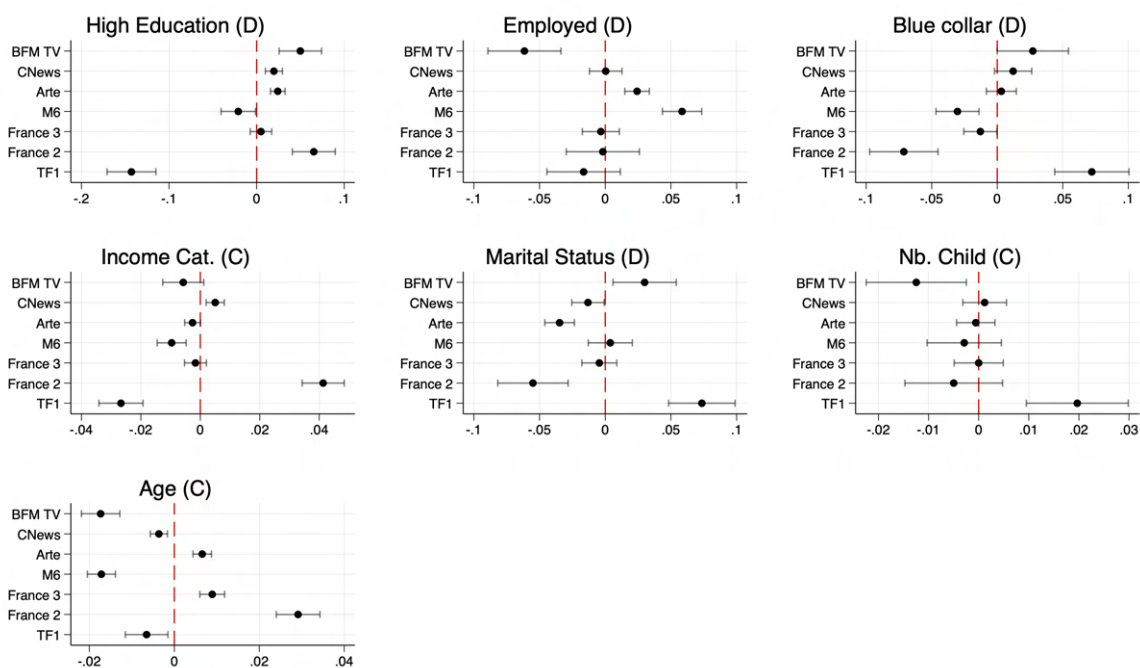 High Education (D)
BFM TV
CNews
Arte
M6
France 3
France 2
TF1
-.2 -.1 0 .1
Employed (D)
BFM TV
CNews
Arte
M6
France 3
France 2
TF1
-.1 -.05 0 .05 .1
Blue collar (D)
BFM TV
CNews
Arte
M6
France 3
France 2
TF1
-.1 -.05 0 .05 .1
Income Cat. (C)
BFM TV
CNews
Arte
M6
France 3
France 2
TF1
-.04 -.02 0 .02 .04
Marital Status (D)
BFM TV
CNews
Arte
M6
France 3
France 2
TF1
-.1 -.05 0 .05 .1
Nb. Child (C)
BFM TV
CNews
Arte
M6
France 3
France 2
TF1
-.02 -.01 0 .01 .02 .03
Age (C)
BFM TV
CNews
Arte
M6
France 3
France 2
TF1
-.02 0 .02 .04